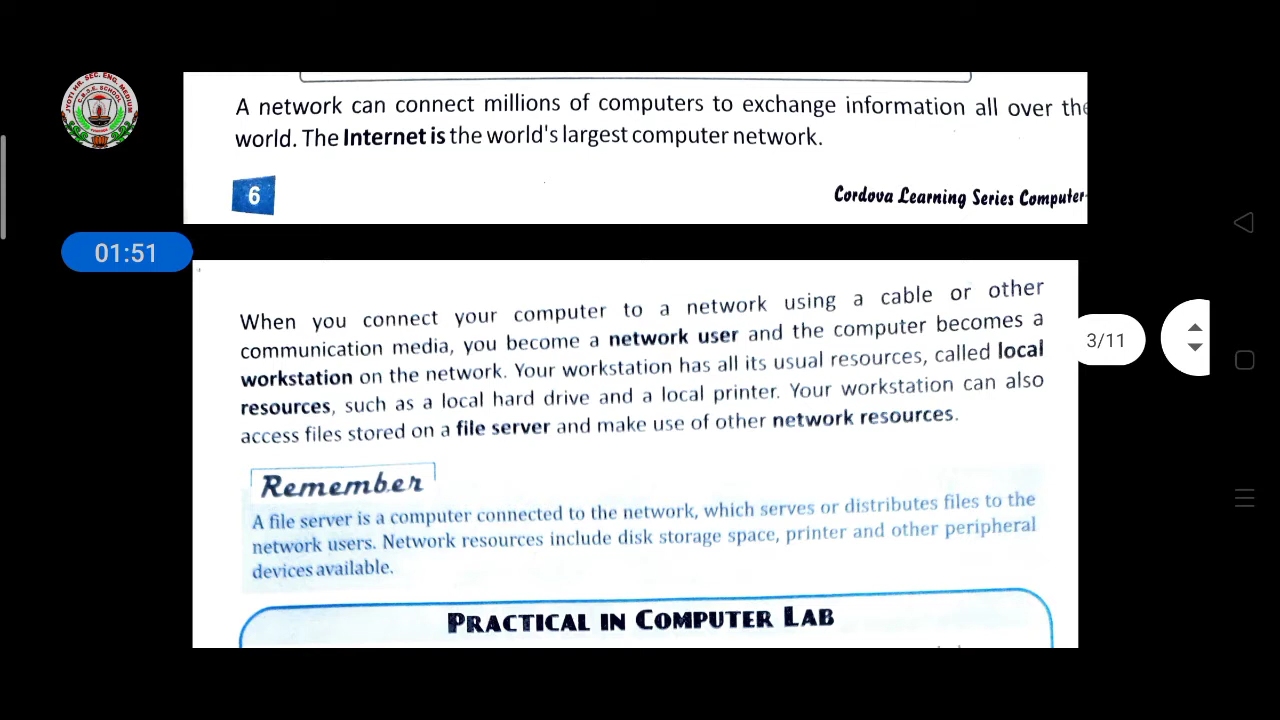 JYOTI HR. SEC. ENG. MEDIUM
C.B.S.E. SCHOOL
A network can connect millions of computers to exchange information all over the
world. The Internet is the world's largest computer network.
6
Cordova Learning Series Computer-
01:51
When you connect your computer to a network using a cable or other
communication media, you become a network user and the computer becomes a
workstation on the network. Your workstation has all its usual resources, called local
resources, such as a local hard drive and a local printer. Your workstation can also
access files stored on a file server and make use of other network resources.
3/11
Remember
A file server is a computer connected to the network, which serves or distributes files to the
network users. Network resources include disk storage space, printer and other peripheral
devices available.
PRACTICAL IN COMPUTER LAB